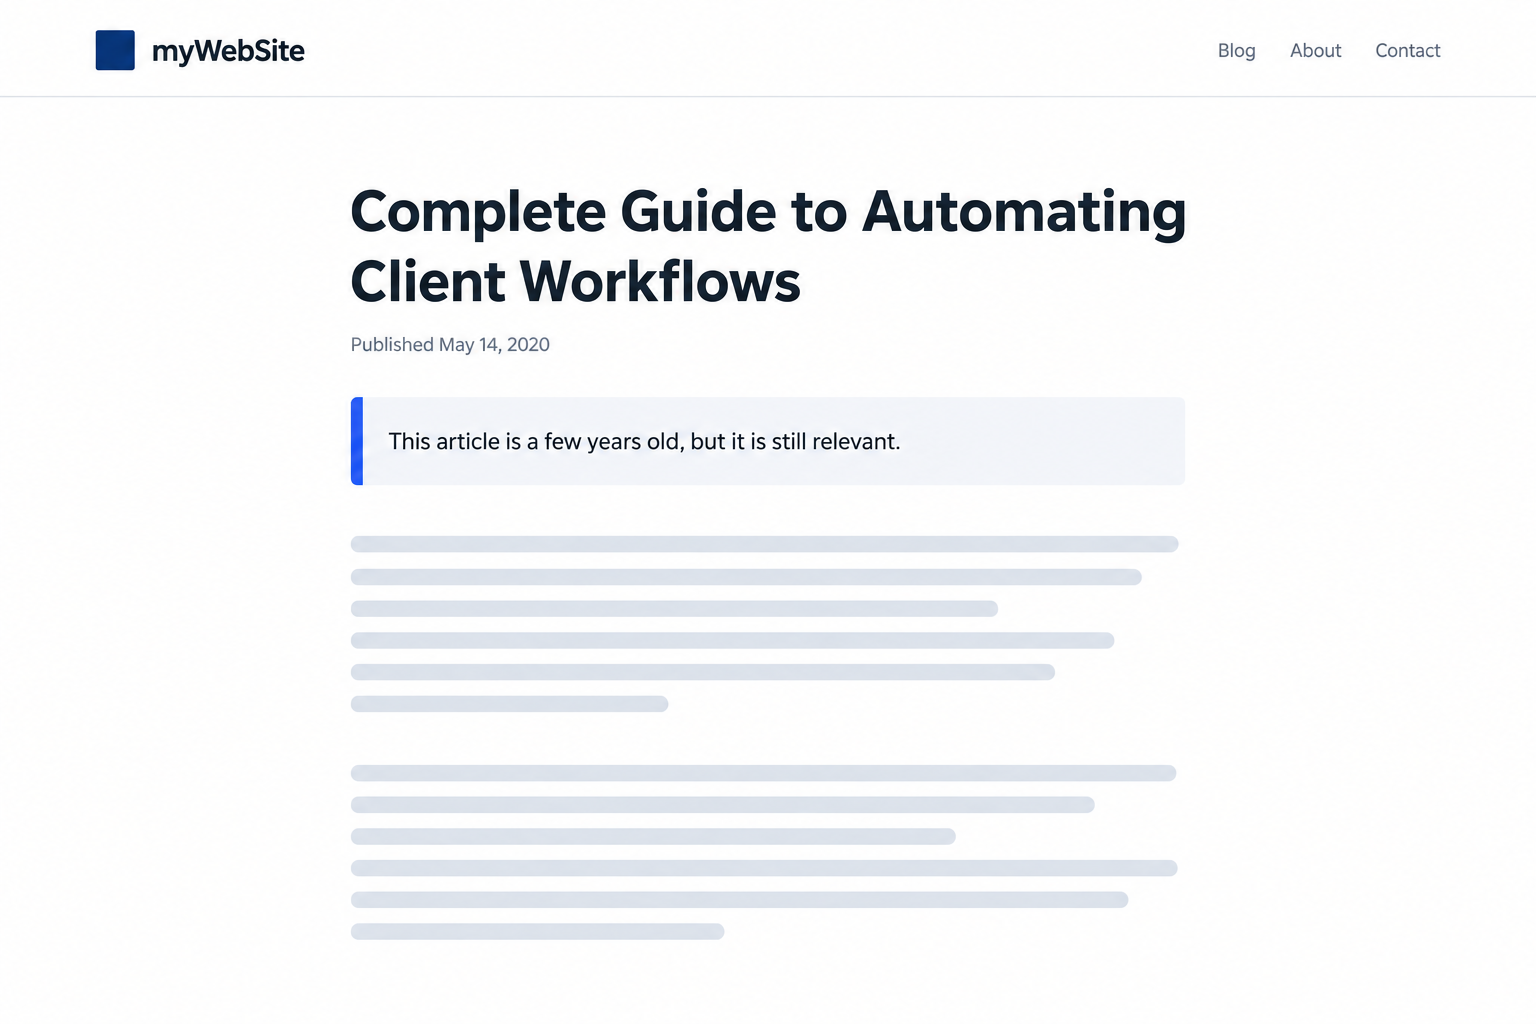 myWebSite
Blog About Contact
Complete Guide to Automating
Client Workflows
Published May 14, 2020
This article is a few years old, but it is still relevant.